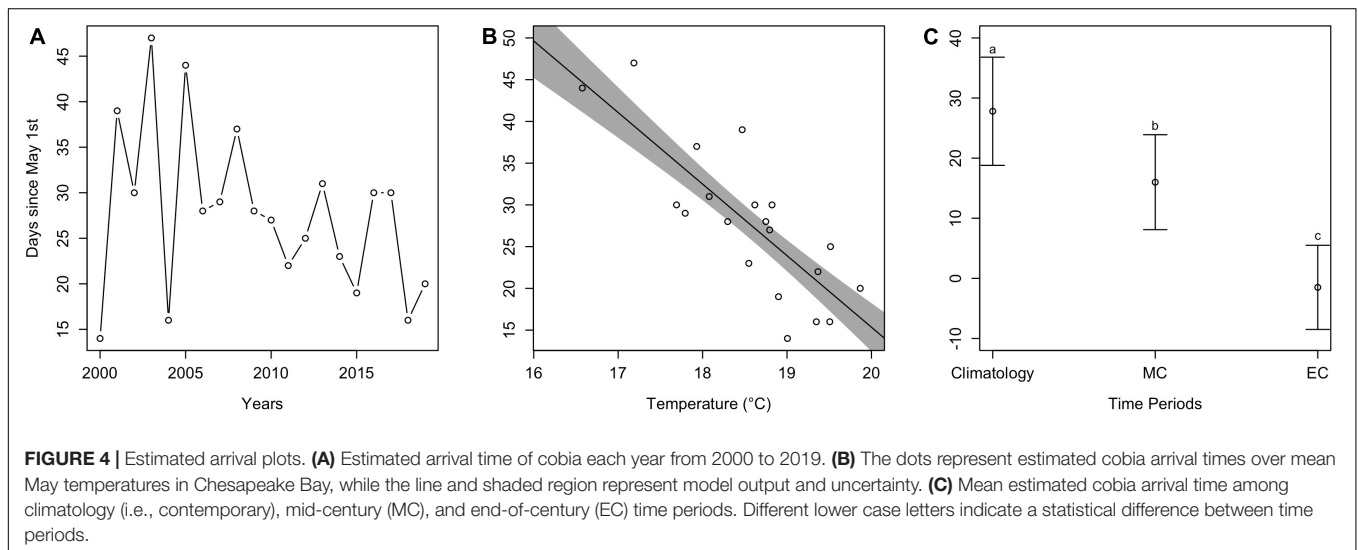 A
Days since May 1st
45
40
35
30
25
20
15
2000 2005 2010 2015
Years
B
50
45
40
35
30
25
20
15
16 17 18 19 20
Temperature (°C)
C
40
30
20
10
0
-10
a
b
c
Climatology MC EC
Time Periods
FIGURE 4 | Estimated arrival plots. (A) Estimated arrival time of cobia each year from 2000 to 2019. (B) The dots represent estimated cobia arrival times over mean
May temperatures in Chesapeake Bay, while the line and shaded region represent model output and uncertainty. (C) Mean estimated cobia arrival time among
climatology (i.e., contemporary), mid-century (MC), and end-of-century (EC) time periods. Different lower case letters indicate a statistical difference between time
periods.